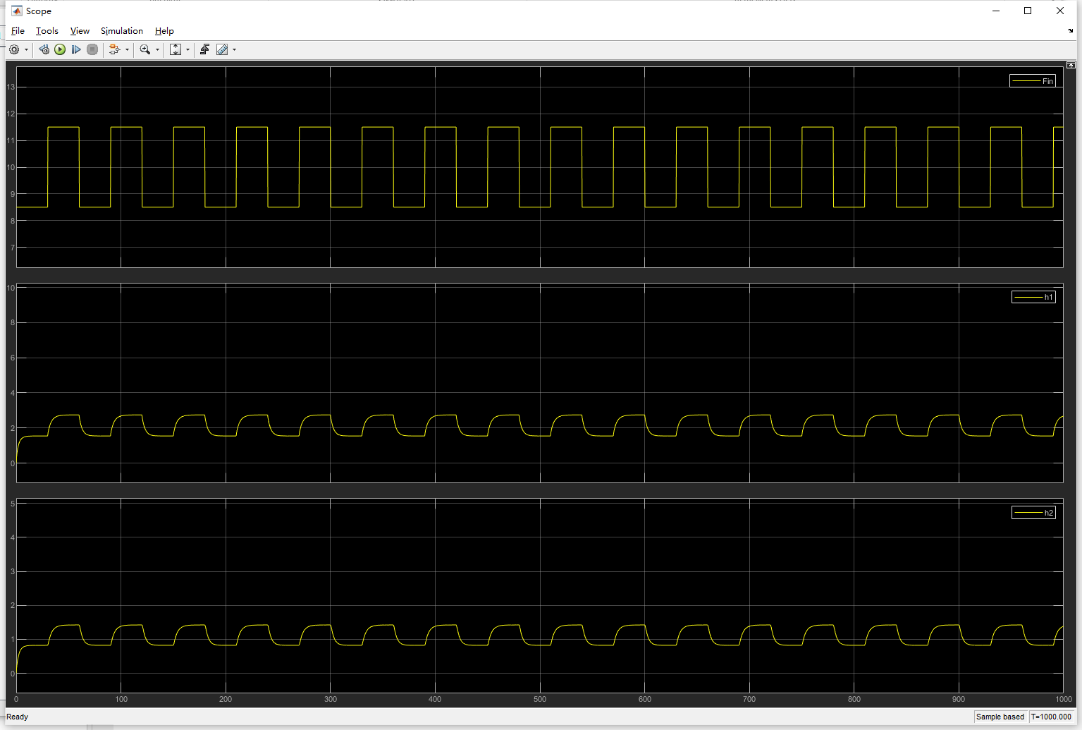 Scope
File Tools View Simulation Help
Fin
13
12
11
10
9
8
7
h1
10
8
6
4
2
0
h2
5
4
3
2
1
0
0 100 200 300 400 500 600 700 800 900 1000
Ready Sample based T=1000.000